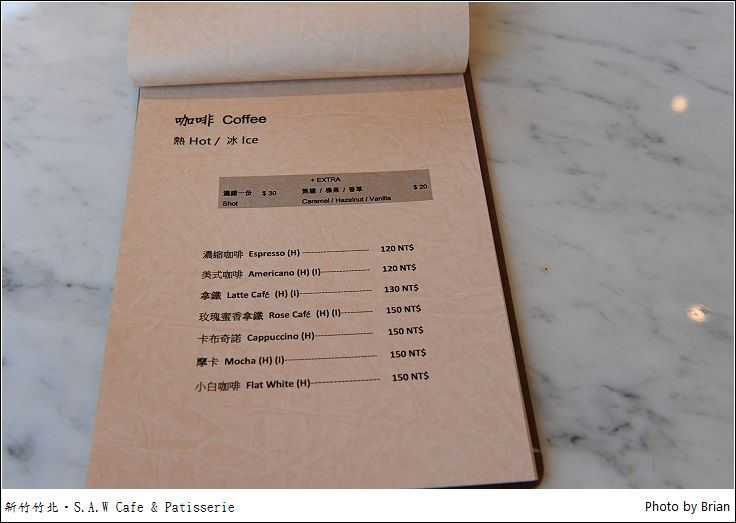 咖啡 Coffee
熱 Hot / 冰 Ice
+ EXTRA
濃縮一份 $ 30 焦糖 / 榛果 / 香草 $ 20
Shot Caramel / Hazelnut / Vanilla
濃縮咖啡 Espresso (H) ---------------------- 120 NT$
美式咖啡 Americano (H) (I)---------------- 120 NT$
拿鐵 Latte Café (H) (I)----------------------- 130 NT$
玫瑰蜜香拿鐵 Rose Café (H) (I)---------- 150 NT$
卡布奇諾 Cappuccino (H)------------------- 150 NT$
摩卡 Mocha (H) (I)------------------------------ 150 NT$
小白咖啡 Flat White (H)---------------------- 150 NT$
新竹竹北・S.A.W Cafe & Patisserie
Photo by Brian